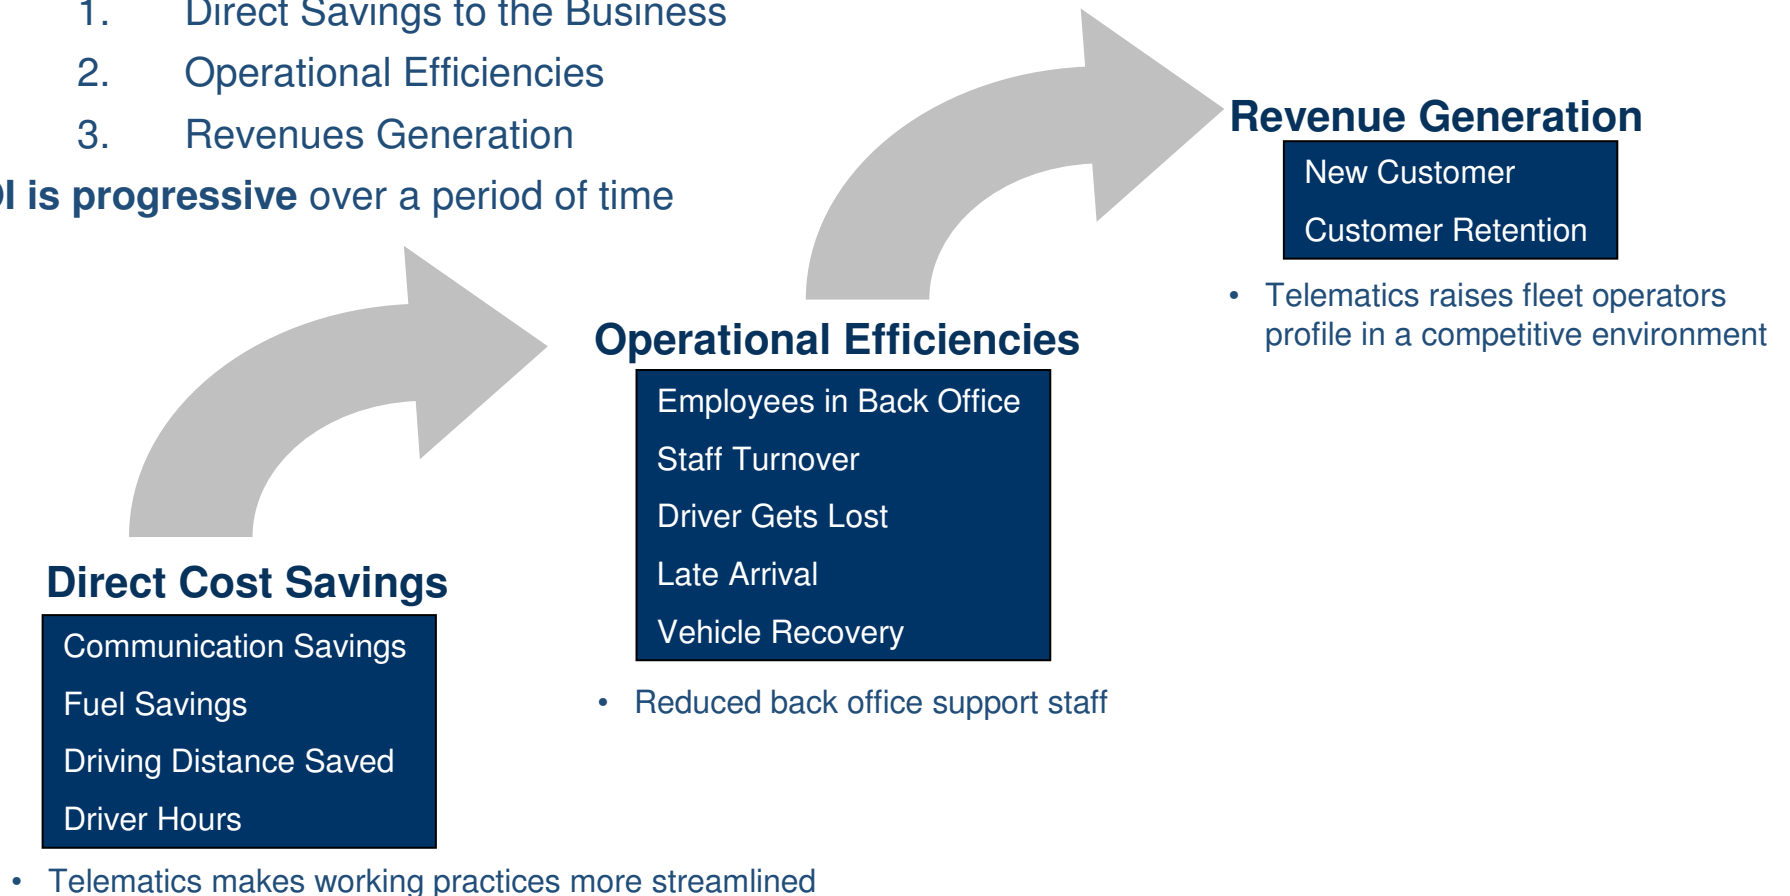 1. Direct Savings to the Business
2. Operational Efficiencies
3. Revenues Generation
is progressive over a period of time
Revenue Generation
New Customer
Customer Retention
• Telematics raises fleet operators
profile in a competitive environment
Operational Efficiencies
Employees in Back Office
Staff Turnover
Driver Gets Lost
Late Arrival
Vehicle Recovery
• Reduced back office support staff
Direct Cost Savings
Communication Savings
Fuel Savings
Driving Distance Saved
Driver Hours
• Telematics makes working practices more streamlined